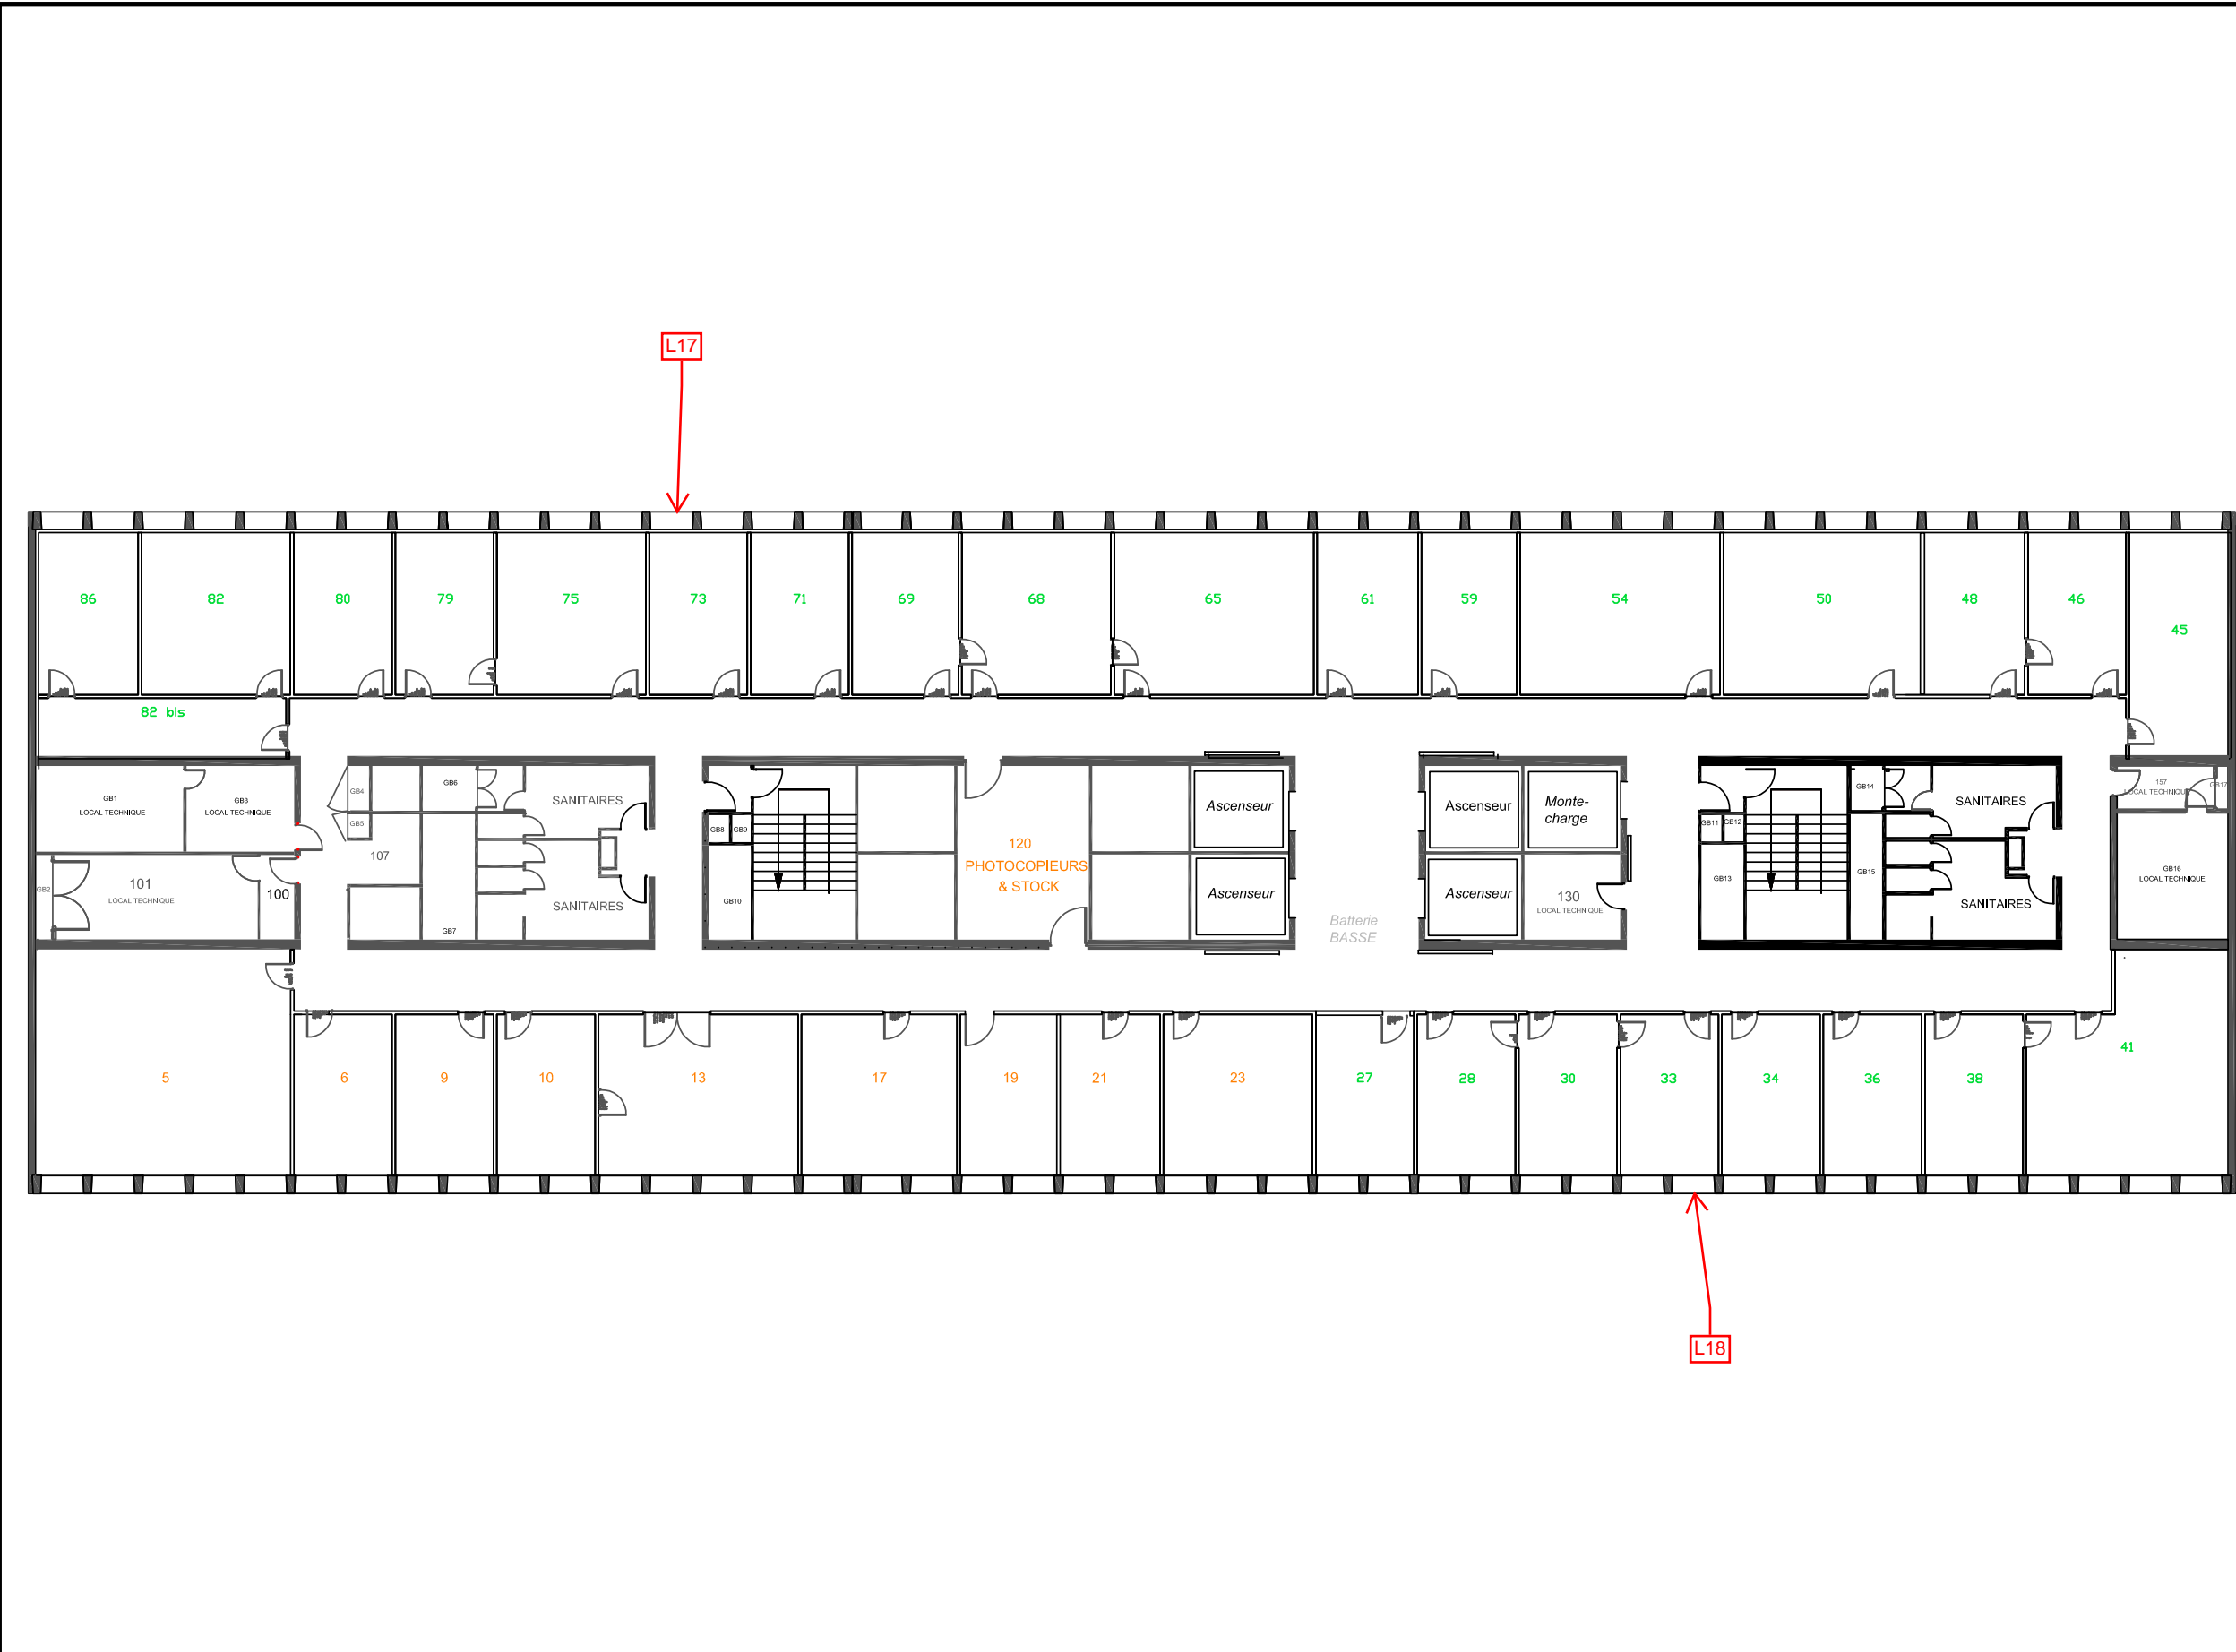 L17
86
82
80
79
75
73
71
69
68
65
61
59
54
50
48
46
45
82 bis
GB1
LOCAL TECHNIQUE
GB3
LOCAL TECHNIQUE
GB4
GB5
GB6
SANITAIRES
107
GB2
101
LOCAL TECHNIQUE
100
GB7
SANITAIRES
GB8
GB9
GB10
120
PHOTOCOPIEURS
& STOCK
Ascenseur
Ascenseur
Batterie
BASSE
Ascenseur
Monte-
charge
Ascenseur
130
LOCAL TECHNIQUE
GB11
GB12
GB13
GB14
GB15
SANITAIRES
SANITAIRES
157
LOCAL TECHNIQUE
GB17
GB16
LOCAL TECHNIQUE
5
6
9
10
13
17
19
21
23
27
28
30
33
34
36
38
41
L18